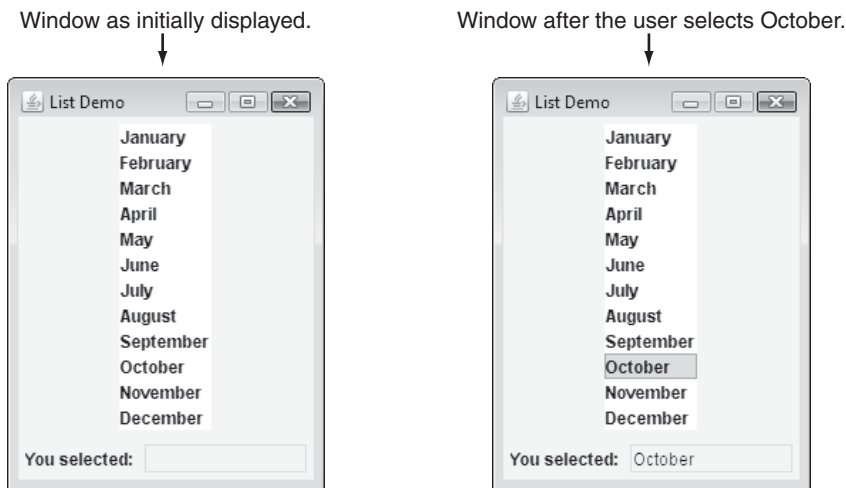 Window as initially displayed.
Window after the user selects October.
List Demo
January
February
March
April
May
June
July
August
September
October
November
December
You selected:
List Demo
January
February
March
April
May
June
July
August
September
October
November
December
You selected: October